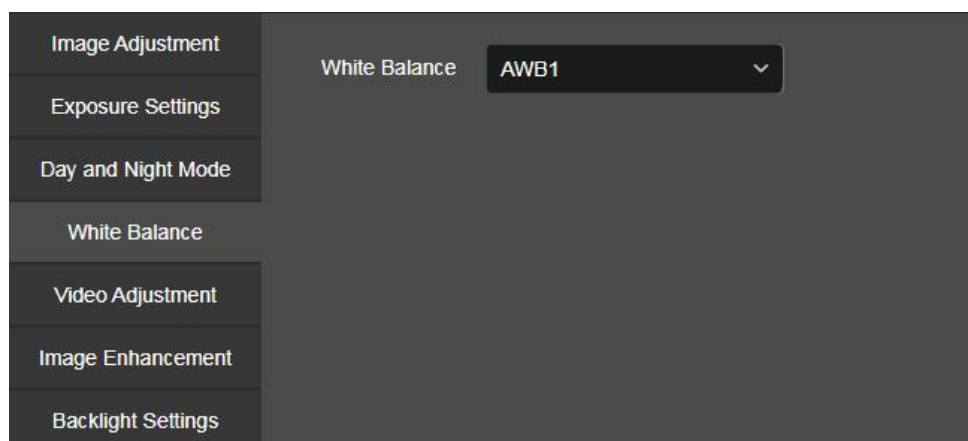 Image Adjustment
Exposure Settings
Day and Night Mode
White Balance
Video Adjustment
Image Enhancement
Backlight Settings
White Balance AWB1